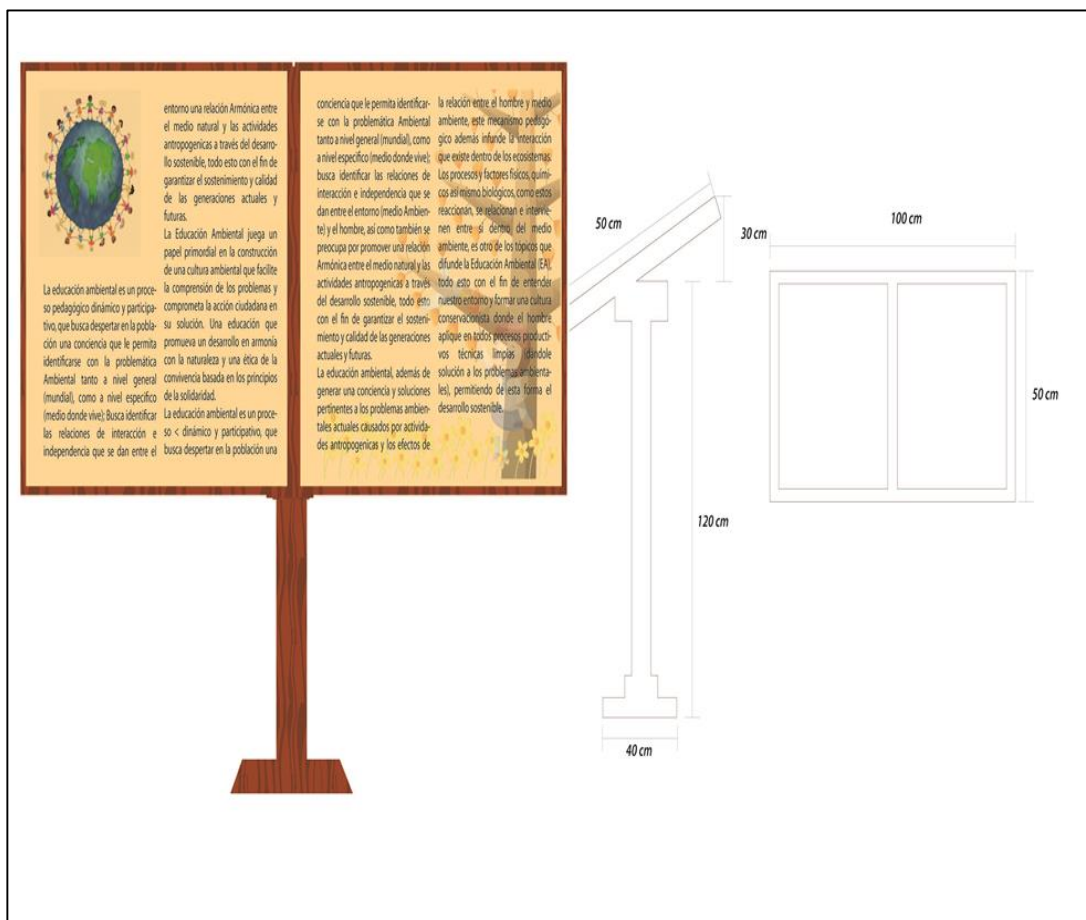 La educación ambiental es un proce-
so pedagógico dinámico y participa-
tivo, que busca despertar en la pobla-
ción una conciencia que le permita
identificarse con la problemática
Ambiental tanto a nivel general
(mundial), como a nivel específico
(medio donde vive); Busca identificar
las relaciones de interacción e
independencia que se dan entre el
entorno una relación Armónica entre
el medio natural y las actividades
antropogenicas a través del desarro-
llo sostenible, todo esto con el fin de
garantizar el sostenimiento y calidad
de las generaciones actuales y
futuras.
La Educación Ambiental juega un
papel primordial en la construcción
de una cultura ambiental que facilite
la comprensión de los problemas y
comprometa la acción ciudadana en
su solución. Una educación que
promueva un desarrollo en armonía
con la naturaleza y una ética de la
convivencia basada en los principios
de la solidaridad.
La educación ambiental es un proce-
so < dinámico y participativo, que
busca despertar en la población una
conciencia que le permita identificar-
se con la problemática Ambiental
tanto a nivel general (mundial), como
a nivel específico (medio donde vive);
busca identificar las relaciones de
interacción e independencia que se
dan entre el entorno (medio Ambien-
te) y el hombre, así como también se
preocupa por promover una relación
Armónica entre el medio natural y las
actividades antropogenicas a través
del desarrollo sostenible, todo esto
con el fin de garantizar el sosteni-
miento y calidad de las generaciones
actuales y futuras.
La educación ambiental, además de
generar una conciencia y soluciones
pertinentes a los problemas ambien-
tales actuales causados por activida-
des antropogenicas y los efectos de
la relación entre el hombre y medio
ambiente, este mecanismo pedago-
gico además infunde la interacción
que existe dentro de los ecosistemas.
Los procesos y factores físicos, quimi-
cos así mismo biológicos, como estos
reaccionan, se relacionan e intervie-
nen entre sí dentro del medio
ambiente, es otro de los tópicos que
difunde la Educación Ambiental (EA),
todo esto con el fin de entender
nuestro entorno y formar una cultura
conservacionista donde el hombre
aplique en todos procesos producti-
vos técnicas limpias (dándole
solución a los problemas ambienta-
les), permitiendo de esta forma el
desarrollo sostenible.
50 cm
30 cm
120 cm
40 cm
100 cm
50 cm